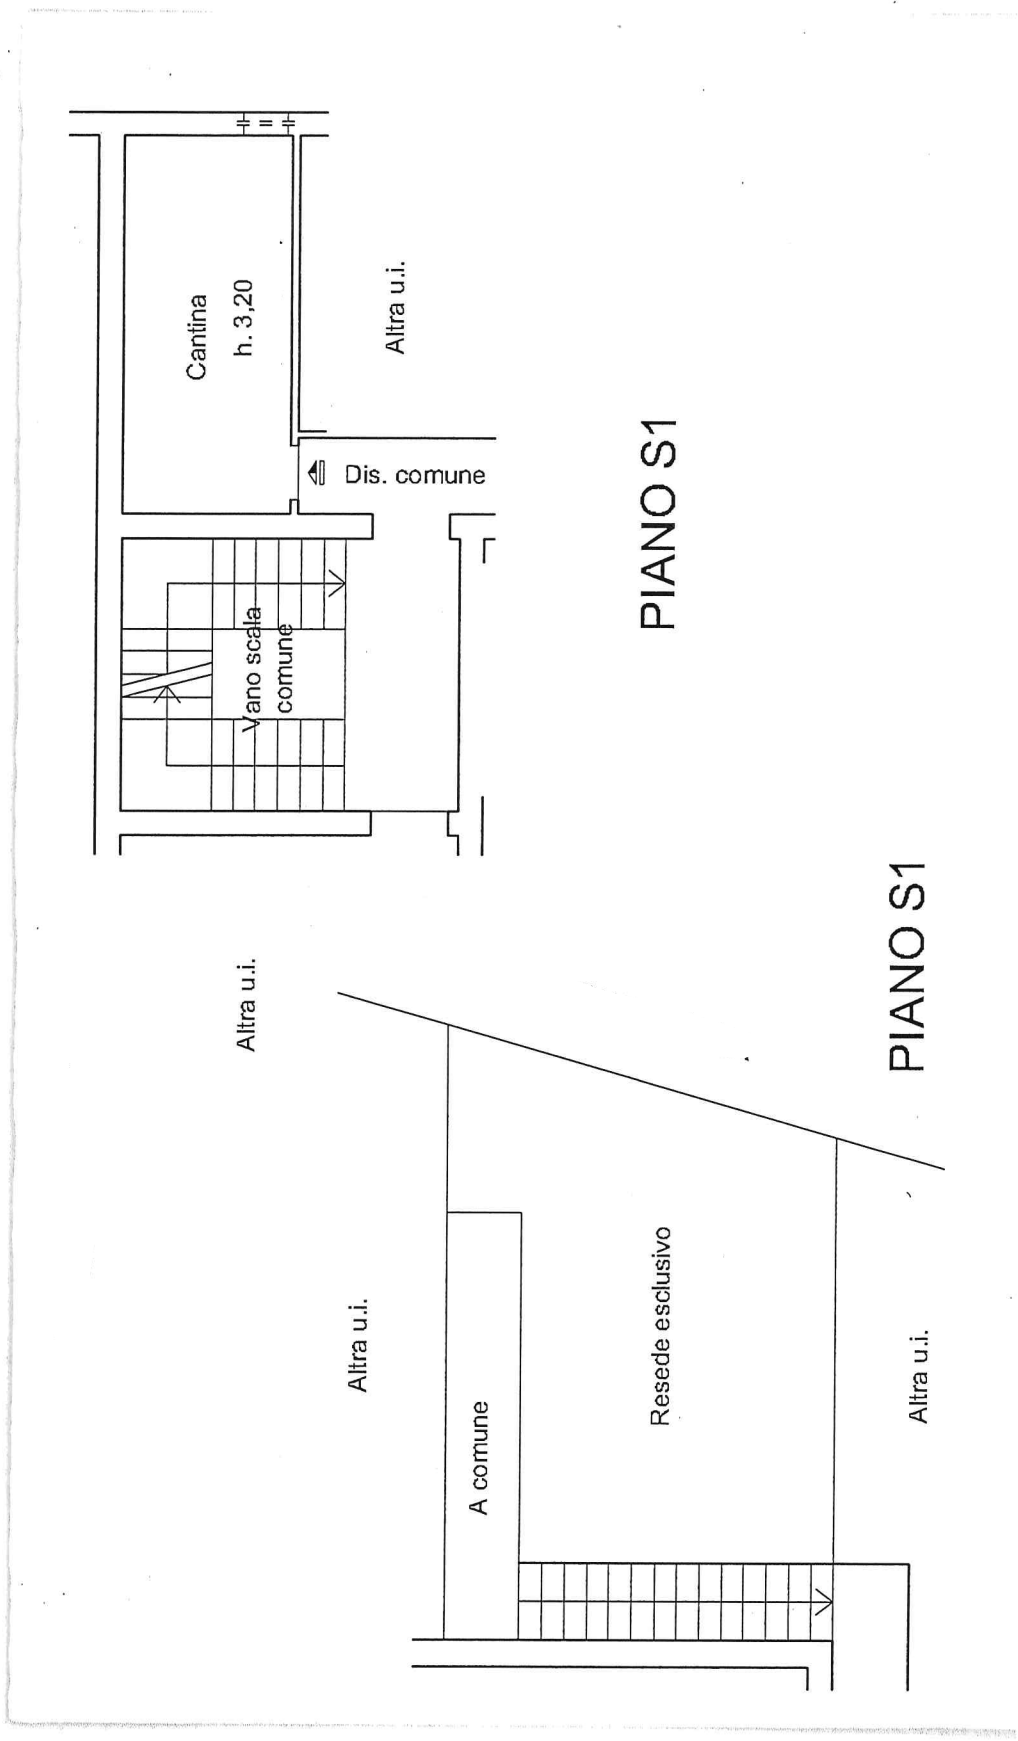 Altra u.i.
Altra u.i.
A comune
Resede esclusivo
Altra u.i.
PIANO S1
Cantina
h. 3,20
Vano scala
comune
Altra u.i.
Dis. comune
PIANO S1